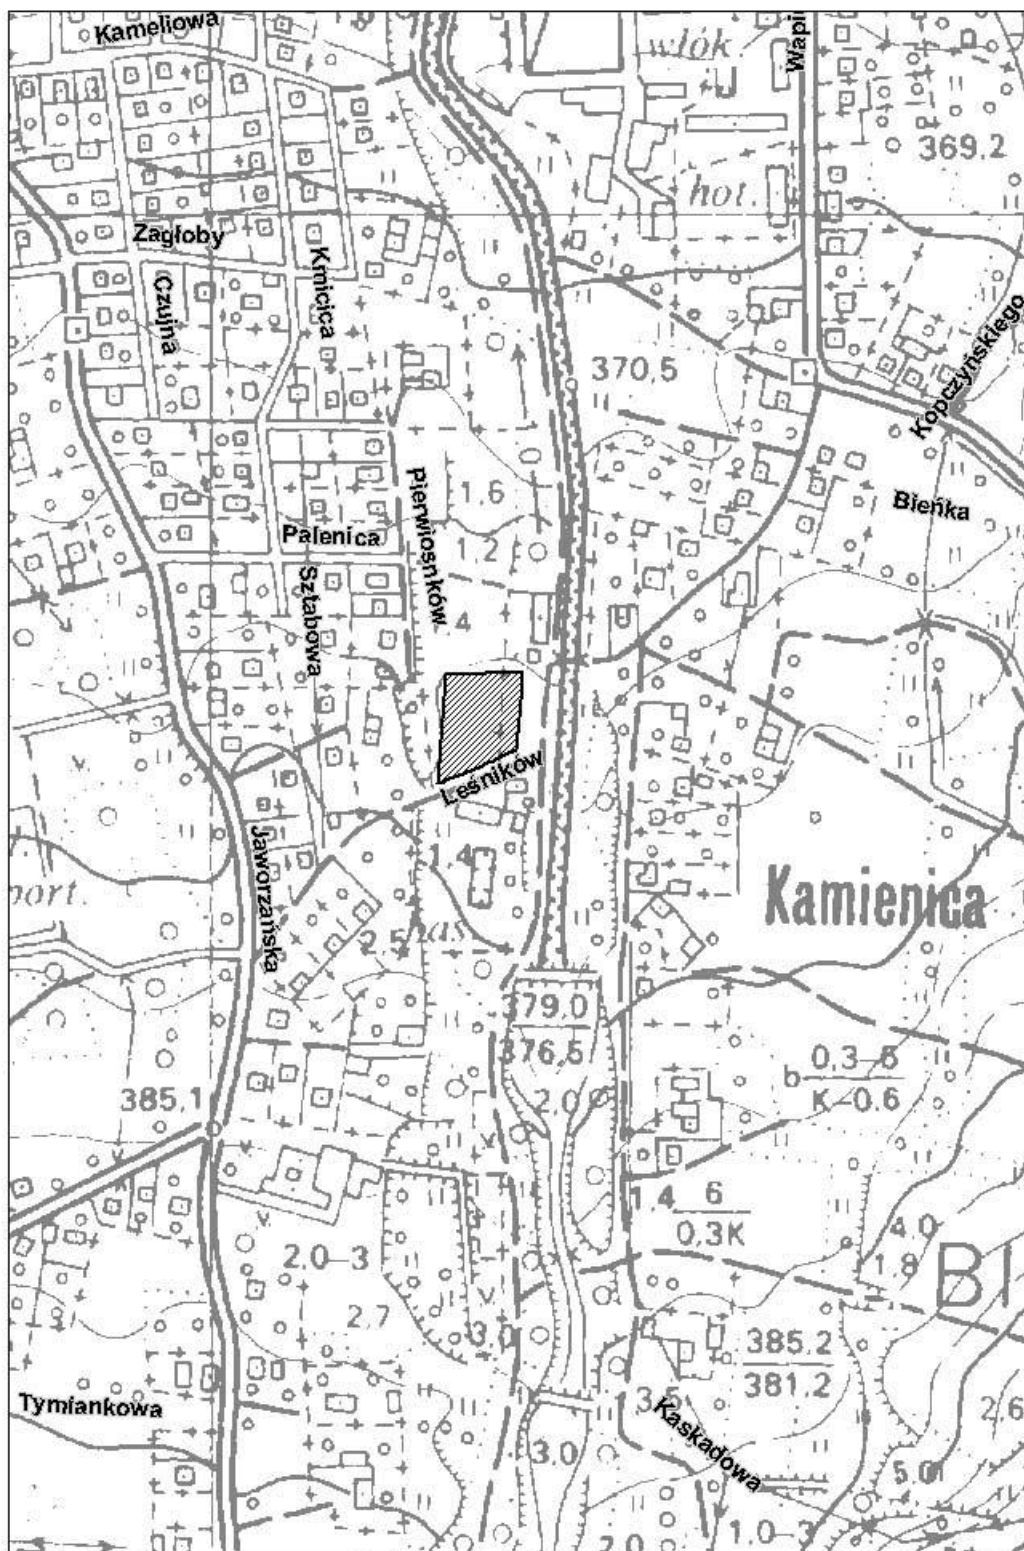 Kameliowa
włók.
Wapi
369.2
hot.
Zagłoby
Kmicica
Czujna
370,5
Kopczyńskiego
Pierwiosnków
1,6
Bieńka
Palenica
1,2
Sztabowa
4
Leśników
Jaworzańska
1,4
Kamienica
port.
2,5
las
379.0
376,5
0,3-6
b
K-0.6
385,1
2.0
1,4
6
0,3K
4.0
1,8
2.0-3
BI
2,7
3,0
385.2
381.2
Tymiankowa
3,5
2,6
Kaskadowa
3.0
5.0
1.0-3
2.0